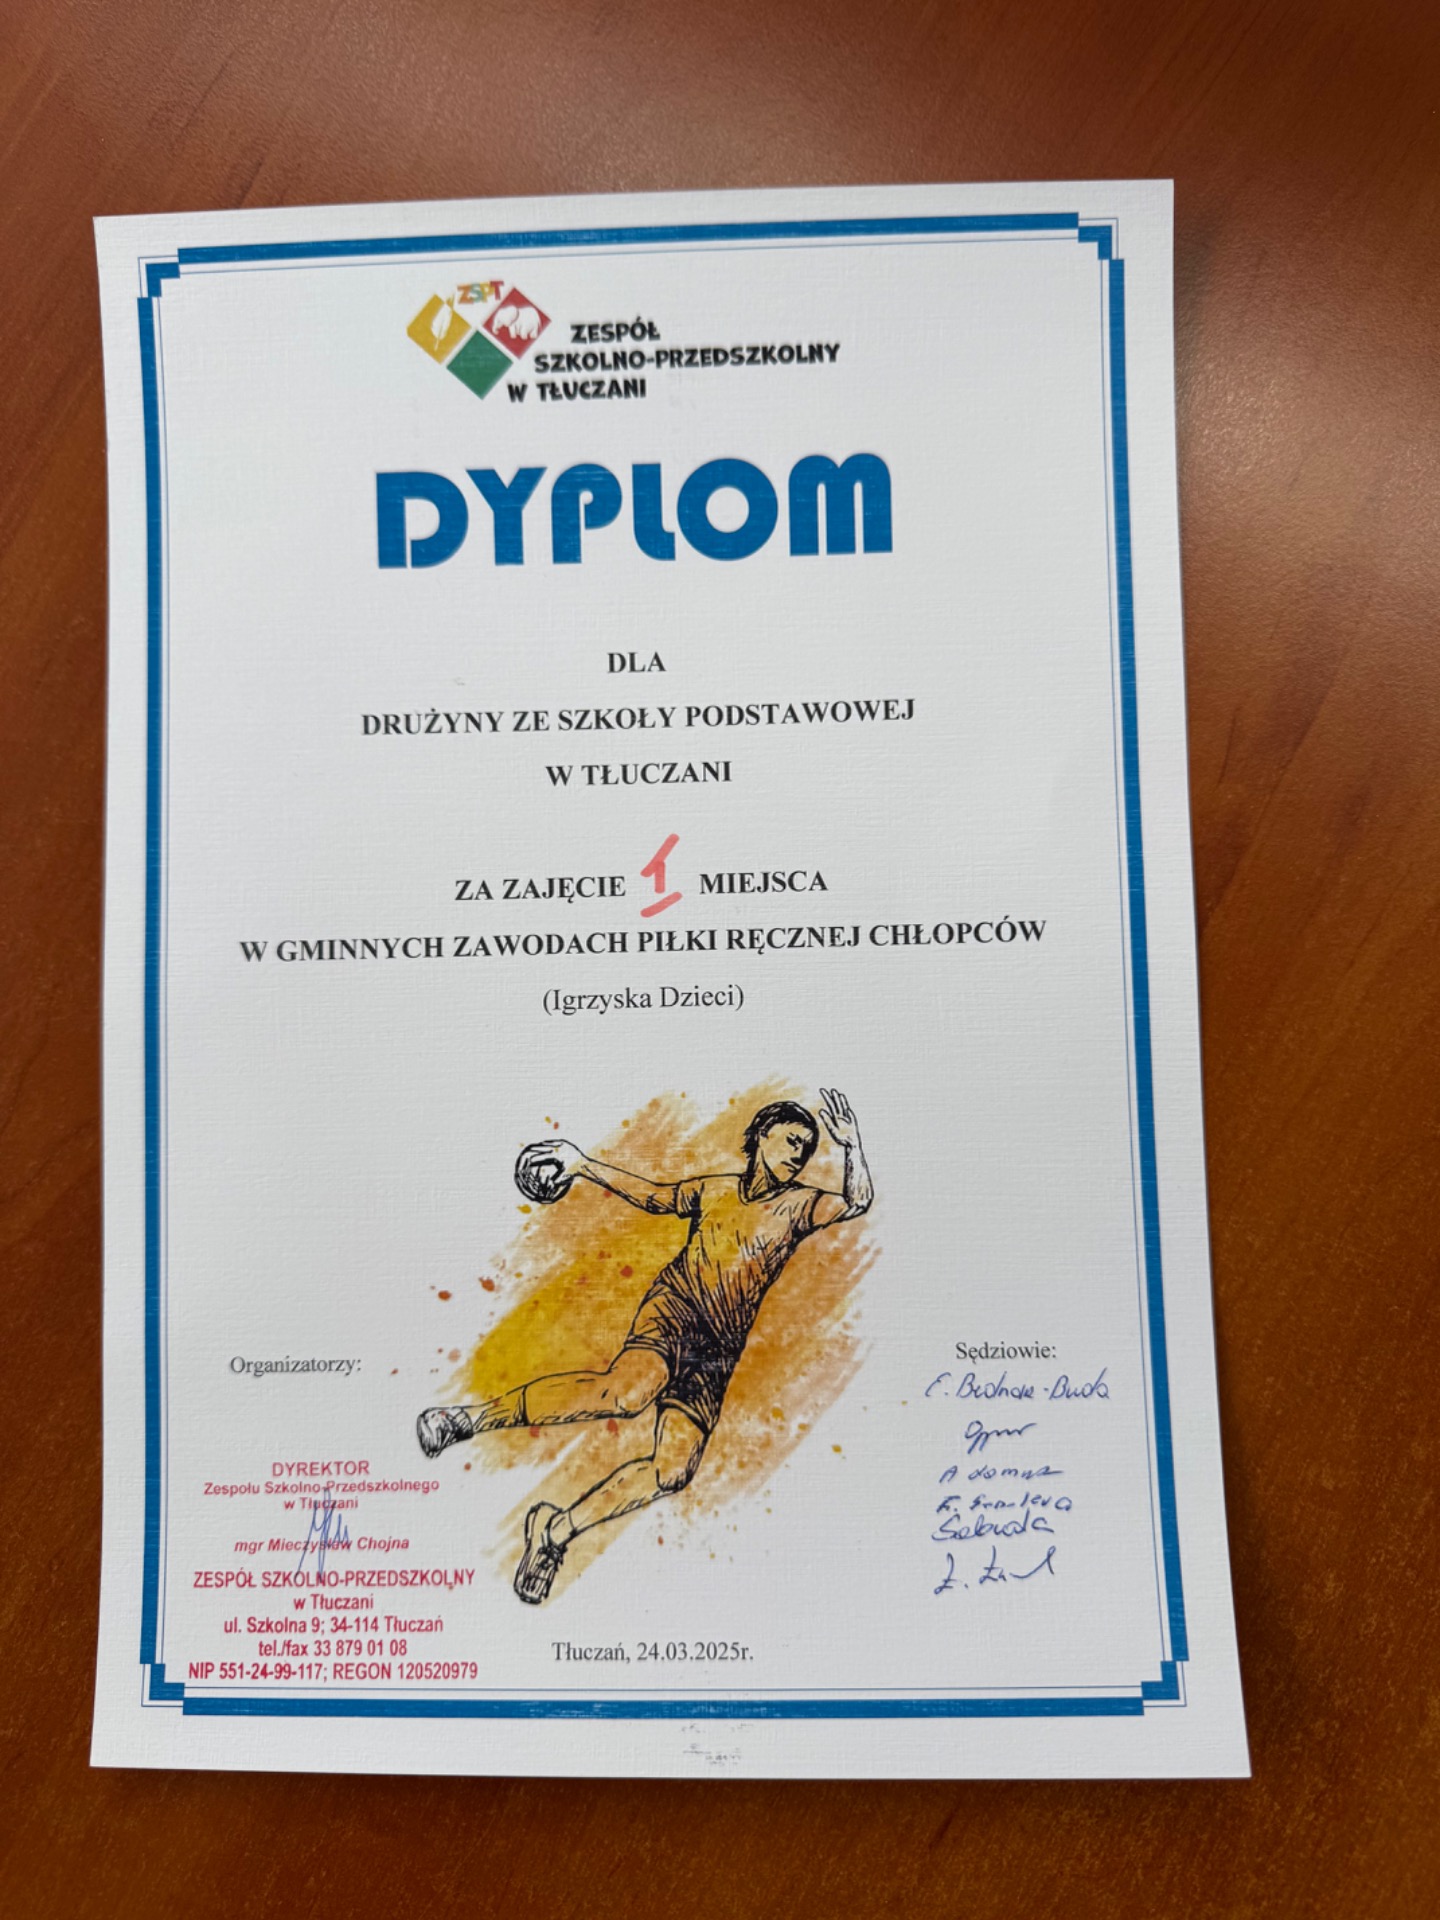 ZSPT
ZESPÓŁ
SZKOLNO-PRZEDSZKOLNY
W TŁUCZANI
DYPLOM
DLA
DRUŻYNY ZE SZKOŁY PODSTAWOWEJ
W TŁUCZANI
ZA ZAJĘCIE 1 MIEJSCA
W GMINNYCH ZAWODACH PIŁKI RĘCZNEJ CHŁOPCÓW
(Igrzyska Dzieci)
Organizatorzy:
DYREKTOR
Zespołu Szkolno-Przedszkolnego
w Tłuczani
mgr Mieczysław Chojna
ZESPÓŁ SZKOLNO-PRZEDSZKOLNY
w Tłuczani
ul. Szkolna 9; 34-114 Tłuczań
tel./fax 33 879 01 08
NIP 551-24-99-117; REGON 120520979
Sędziowie:
Tłuczań, 24.03.2025r.